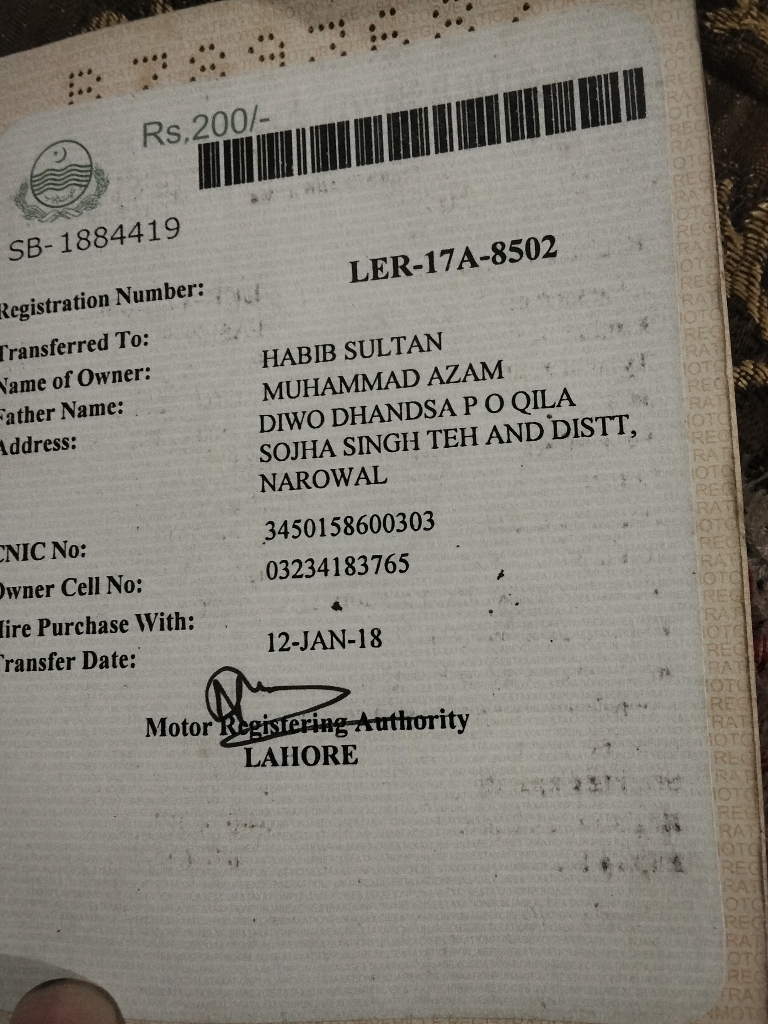 Rs.200/-
SB-1884419
Registration Number: LER-17A-8502
Transferred To:
Name of Owner: HABIB SULTAN
Father Name: MUHAMMAD AZAM
Address: DIWO DHANDSA P O QILA
SOJHA SINGH TEH AND DISTT,
NAROWAL
CNIC No: 3450158600303
Owner Cell No: 03234183765
Hire Purchase With:
Transfer Date: 12-JAN-18
Motor Registering Authority
LAHORE